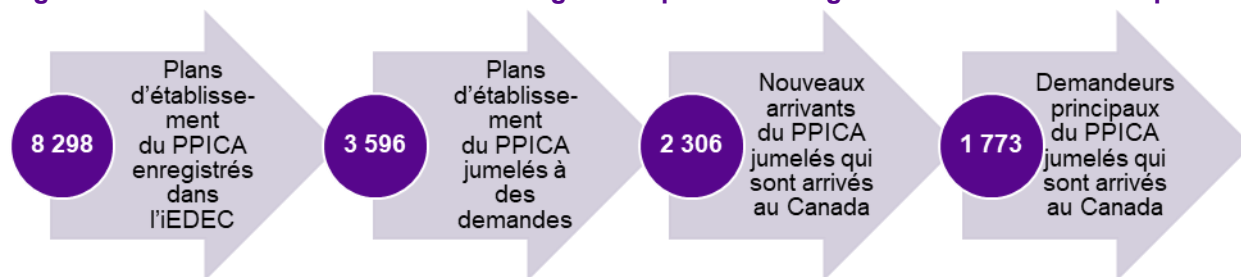 8 298
Plans
d'établisse-
ment
du PPICA
enregistrés
dans
l'iEDEC
3 596
Plans
d'établisse-
ment
du PPICA
jumelés à
des
demandes
2 306
Nouveaux
arrivants
du PPICA
jumelés qui
sont arrivés
au Canada
1 773
Demandeurs
principaux
du PPICA
jumelés qui
sont arrivés
au Canada